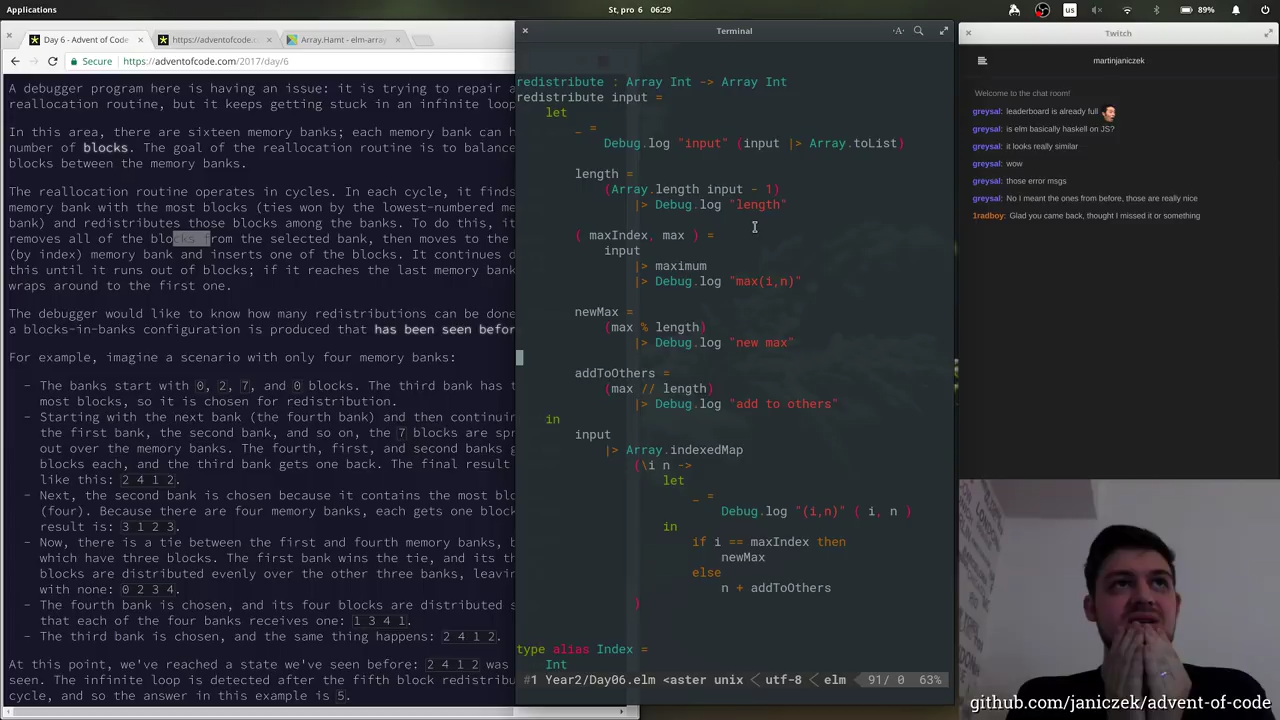 Applications
St, pro 6 06:29
us
89%
Day 6 - Advent of Code
https://adventofcode.c
Array.Hamt - elm-array
Secure
https://adventofcode.com/2017/day/6
A debugger program here is having an issue: it is trying to repair a
reallocation routine, but it keeps getting stuck in an infinite loop
In this area, there are sixteen memory banks; each memory bank can h
number of blocks. The goal of the reallocation routine is to balance
blocks between the memory banks.
The reallocation routine operates in cycles. In each cycle, it finds
memory bank with the most blocks (ties won by the lowest-numbered me
bank) and redistributes those blocks among the banks. To do this, it
removes all of the blocks from the selected bank, then moves to the
(by index) memory bank and inserts one of the blocks. It continues d
this until it runs out of blocks; if it reaches the last memory bank
wraps around to the first one.
The debugger would like to know how many redistributions can be done
a blocks-in-banks configuration is produced that has been seen befor
For example, imagine a scenario with only four memory banks:
- The banks start with 0, 2, 7, and 0 blocks. The third bank has t
most blocks, so it is chosen for redistribution.
- Starting with the next bank (the fourth bank) and then continuin
the first bank, the second bank, and so on, the 7 blocks are spr
out over the memory banks. The fourth, first, and second banks g
blocks each, and the third bank gets one back. The final result
like this: 2 4 1 2.
- Next, the second bank is chosen because it contains the most blo
(four). Because there are four memory banks, each gets one block
result is: 3 1 2 3.
- Now, there is a tie between the first and fourth memory banks, b
which have three blocks. The first bank wins the tie, and its th
blocks are distributed evenly over the other three banks, leavin
with none: 0 2 3 4.
- The fourth bank is chosen, and its four blocks are distributed s
that each of the four banks receives one: 1 3 4 1.
- The third bank is chosen, and the same thing happens: 2 4 1 2.
At this point, we've reached a state we've seen before: 2 4 1 2 was
seen. The infinite loop is detected after the fifth block redistribu
cycle, and so the answer in this example is 5.
Terminal
redistribute : Array Int -> Array Int
redistribute input =
let
_ =
Debug.log "input" (input |> Array.toList)
length =
(Array.length input - 1)
|> Debug.log "length"
( maxIndex, max ) =
input
|> maximum
|> Debug.log "max(i,n)"
newMax =
(max % length)
|> Debug.log "new max"
addToOthers =
(max // length)
|> Debug.log "add to others"
in
input
|> Array.indexedMap
(\i n ->
let
_ =
Debug.log "(i,n)" ( i, n )
in
if i == maxIndex then
newMax
else
n + addToOthers
)
type alias Index =
Int
#1 Year2/Day06.elm <aster unix < utf-8 < elm 91/ 0 63%
Twitch
martinjaniczek
Welcome to the chat room!
greysal: leaderboard is already full
greysal: is elm basically haskell on JS?
greysal: it looks really similar
greysal: wow
greysal: those error msgs
greysal: No I meant the ones from before, those are really nice
1radboy: Glad you came back, thought I missed it or something
github.com/janiczek/advent-of-code